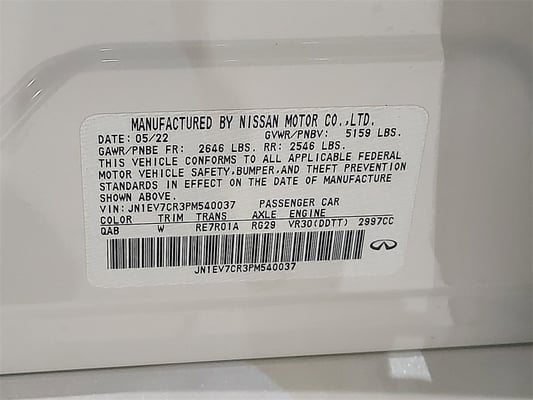 MANUFACTURED BY NISSAN MOTOR CO.,LTD.
DATE: 05/22 GVWR/PNBV: 5159 LBS.
GAWR/PNBE FR: 2646 LBS. RR: 2546 LBS.
THIS VEHICLE CONFORMS TO ALL APPLICABLE FEDERAL
MOTOR VEHICLE SAFETY,BUMPER,AND THEFT PREVENTION
STANDARDS IN EFFECT ON THE DATE OF MANUFACTURE
SHOWN ABOVE.
VIN: JN1EV7CR3PM540037 PASSENGER CAR
COLOR TRIM TRANS AXLE ENGINE
QAB W RE7R01A RG29 VR30(DDTT) 2997CC
JN1EV7CR3PM540037